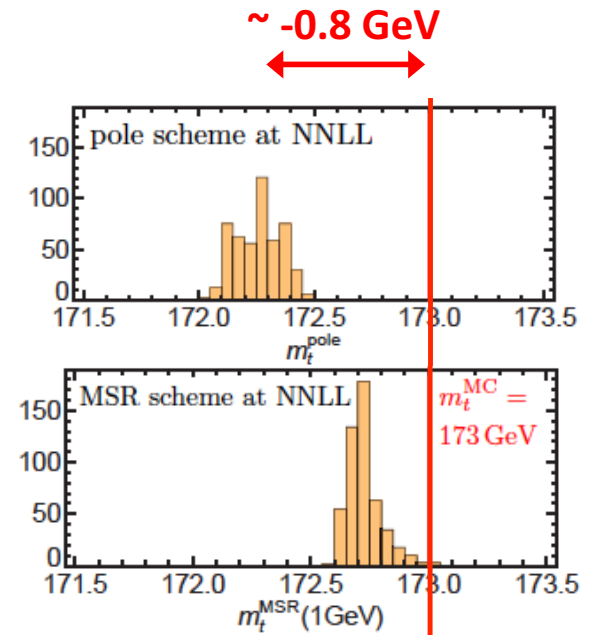 ~ -0.8 GeV
pole scheme at NNLL
150
100
50
0
171.5 172.0 172.5 173.0 173.5
m_t^pole
MSR scheme at NNLL
m_t^MC =
173 GeV
150
100
50
0
171.5 172.0 172.5 173.0 173.5
m_t^MSR(1GeV)